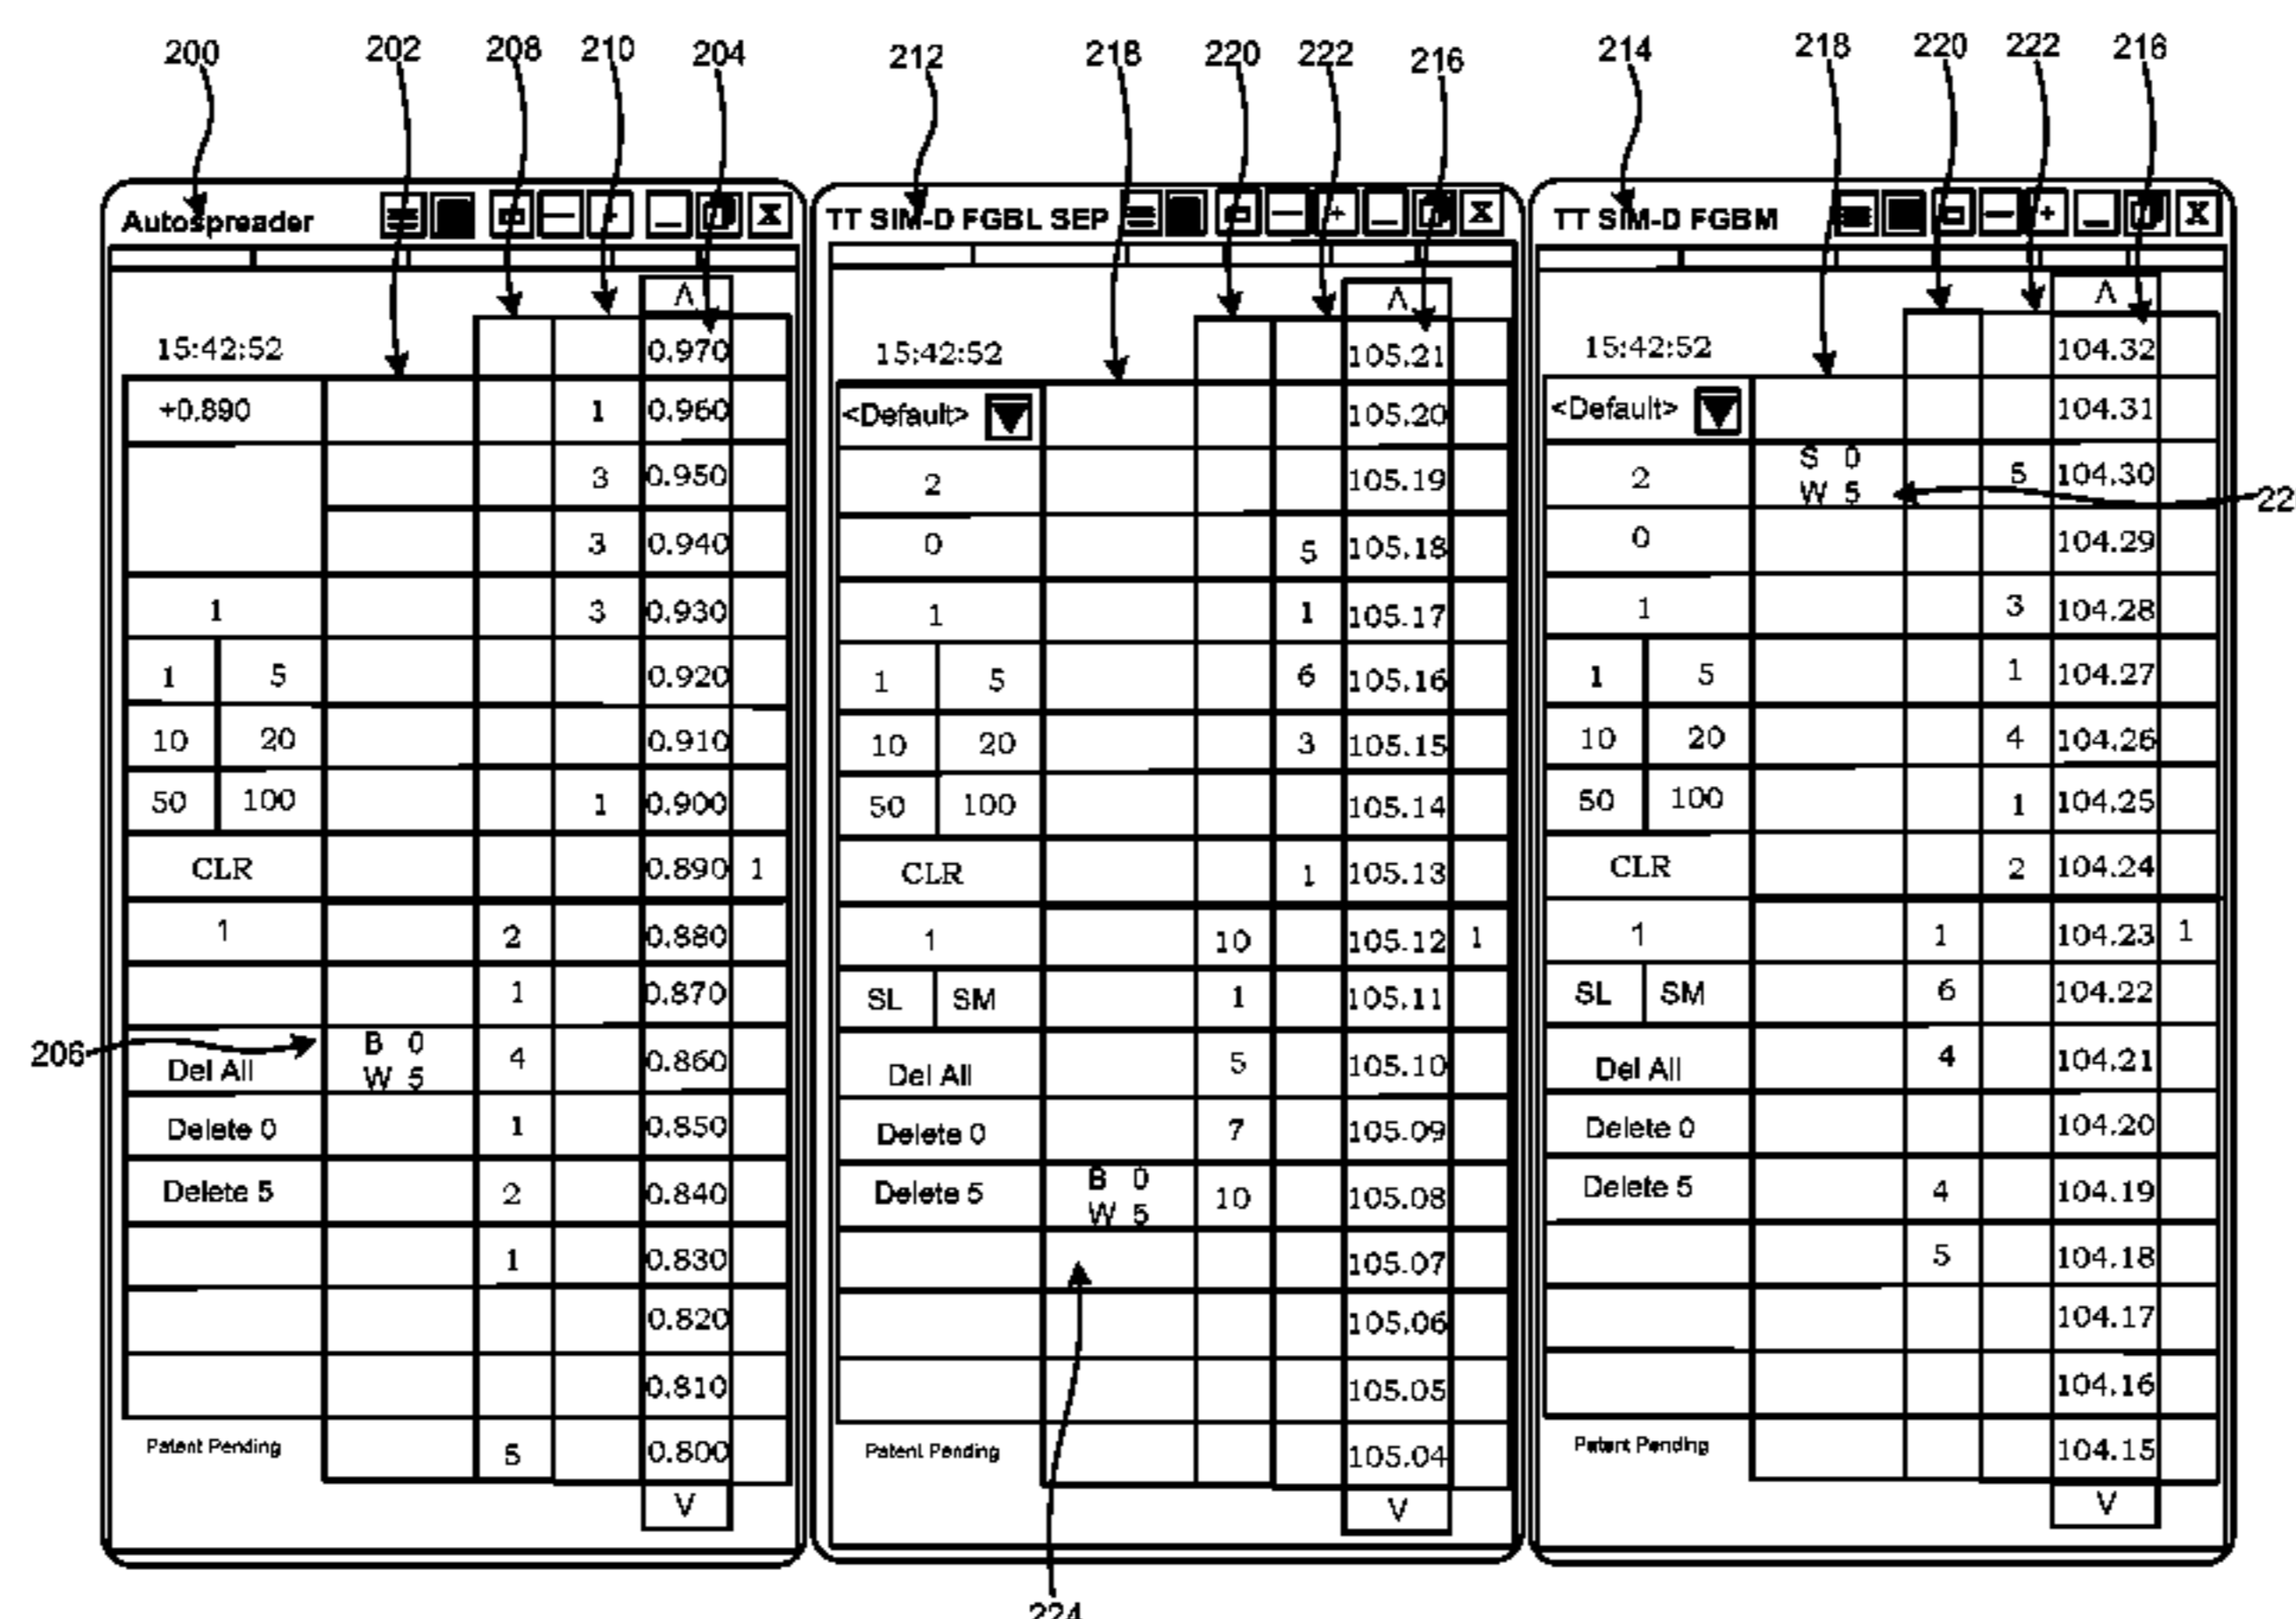 200 202 208 210 204 212 218 220 222 216 214 218 220 222 216
Autospreader
15:42:52 0.970
+0.890 1 0.960
3 0.950
3 0.940
1 3 0.930
1 5 0.920
10 20 0.910
50 100 1 0.900
CLR 0.890 1
1 2 0.880
1 0.870
206 Del All B 0 W 5 4 0.860
Delete 0 1 0.850
Delete 5 2 0.840
1 0.830
0.820
0.810
Patent Pending 5 0.800
V
TT SIM-D FGBL SEP
15:42:52 105.21
<Default> 105.20
2 105.19
0 5 105.18
1 1 105.17
1 5 6 105.16
10 20 3 105.15
50 100 105.14
CLR 1 105.13
1 10 105.12 1
SL SM 1 105.11
Del All 5 105.10
Delete 0 7 105.09
Delete 5 B 0 W 5 10 105.08
105.07
105.06
105.05
Patent Pending 105.04
V
224
TT SIM-D FGBM
15:42:52 104.32
<Default> 104.31
2 S 0 W 5 5 104.30 22
0 104.29
1 3 104.28
1 5 1 104.27
10 20 4 104.26
50 100 1 104.25
CLR 2 104.24
1 1 104.23 1
SL SM 6 104.22
Del All 4 104.21
Delete 0 104.20
Delete 5 4 104.19
5 104.18
104.17
104.16
Patent Pending 104.15
V